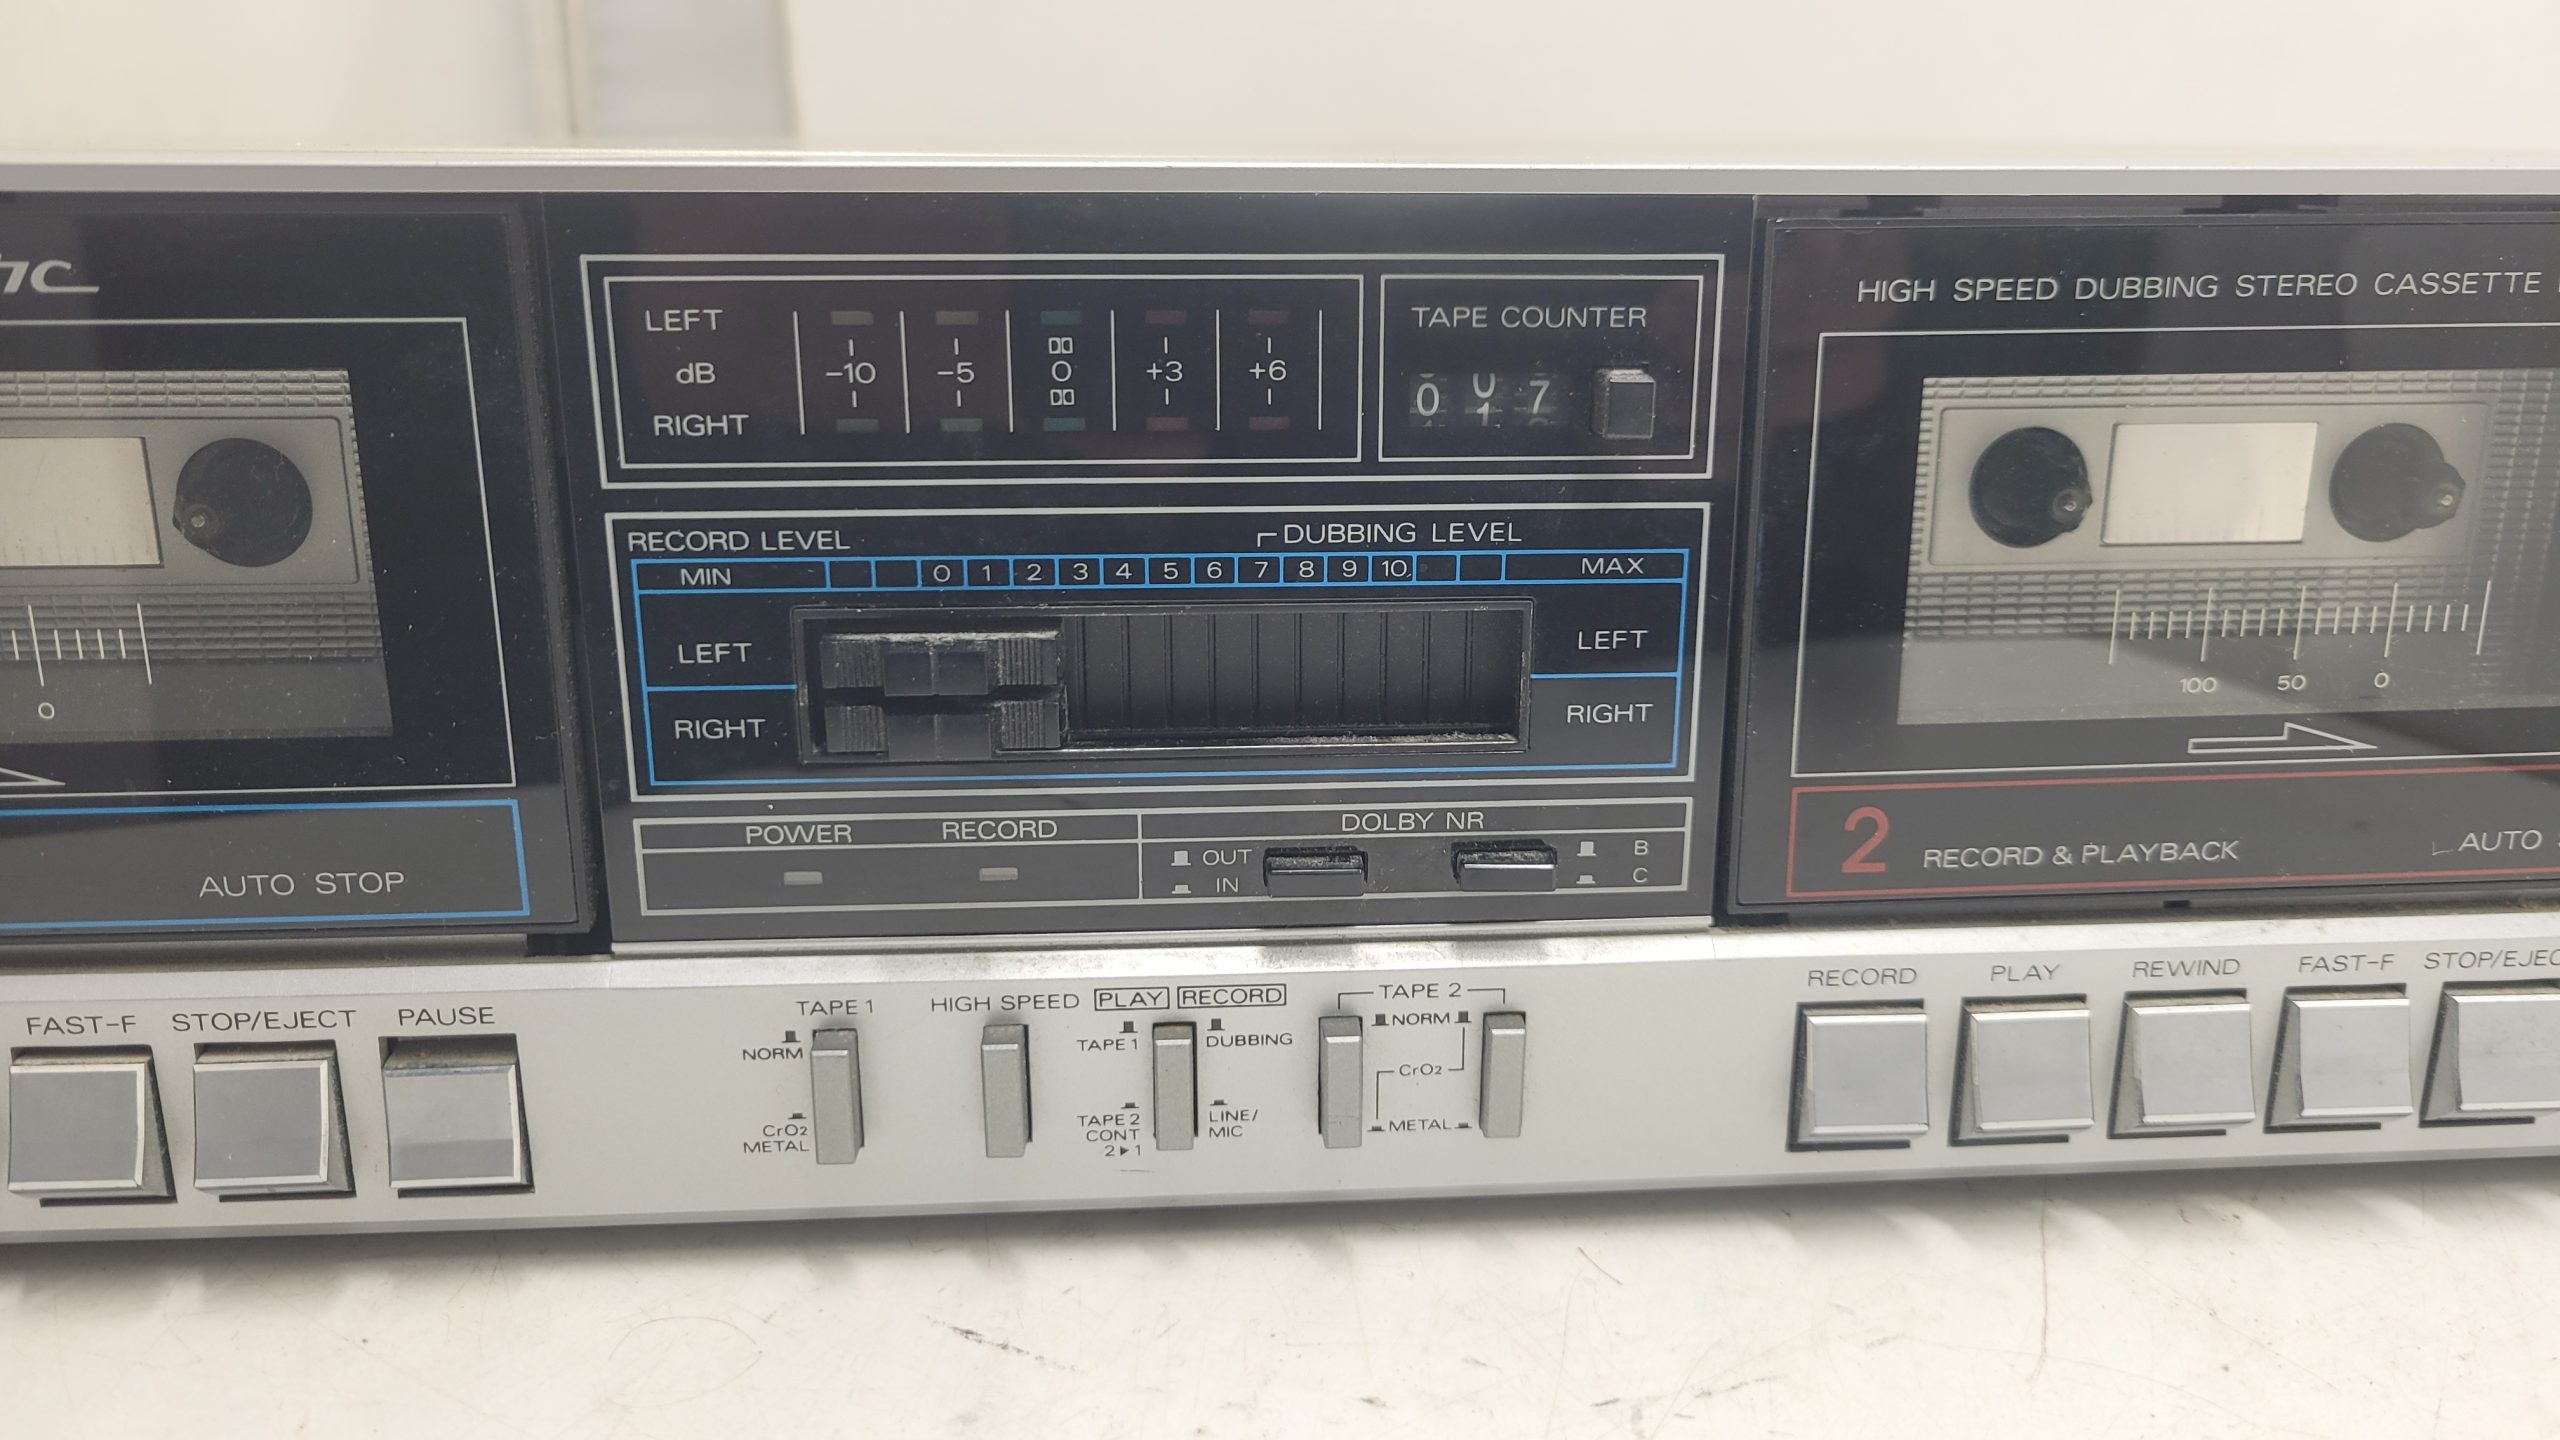 HIGH SPEED DUBBING STEREO CASSETTE
LEFT
dB -10 -5 0 +3 +6
RIGHT
TAPE COUNTER
0 7
RECORD LEVEL DUBBING LEVEL
MIN 0 1 2 3 4 5 6 7 8 9 10 MAX
LEFT LEFT
RIGHT RIGHT
POWER RECORD
DOLBY NR
OUT B
IN C
0
AUTO STOP
100 50 0
2 RECORD & PLAYBACK AUTO
FAST-F STOP/EJECT PAUSE
TAPE 1
NORM
CrO2
METAL
HIGH SPEED PLAY RECORD
TAPE 1 DUBBING
TAPE 2
CONT
2▸1
LINE/
MIC
TAPE 2
NORM
CrO2
METAL
RECORD PLAY REWIND FAST-F STOP/EJEC